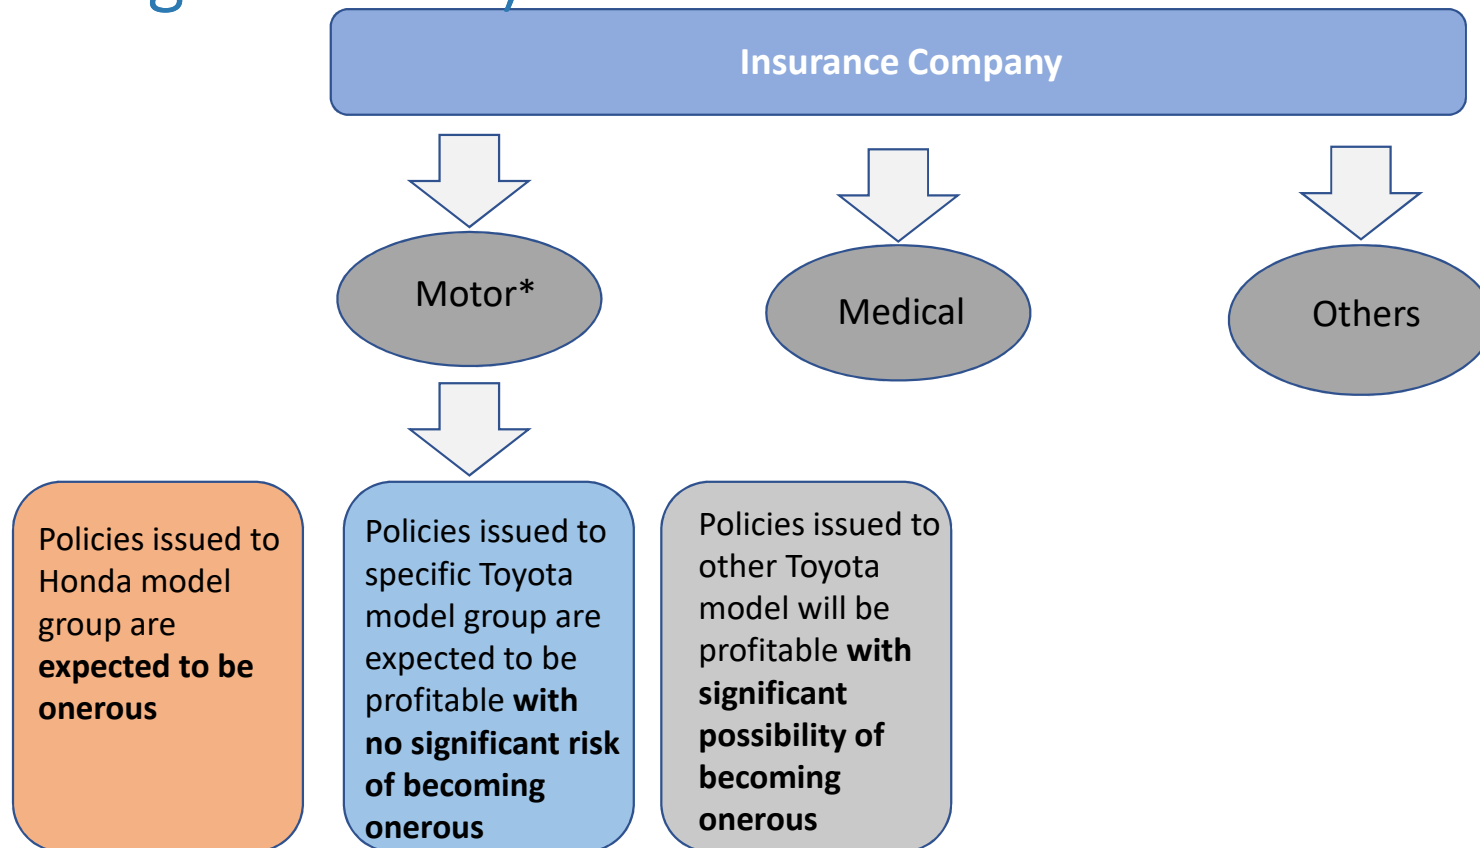 Insurance Company
Motor*
Medical
Others
Policies issued to
Honda model
group are
expected to be
onerous
Policies issued to
specific Toyota
model group are
expected to be
profitable with
no significant risk
of becoming
onerous
Policies issued to
other Toyota
model will be
profitable with
significant
possibility of
becoming
onerous